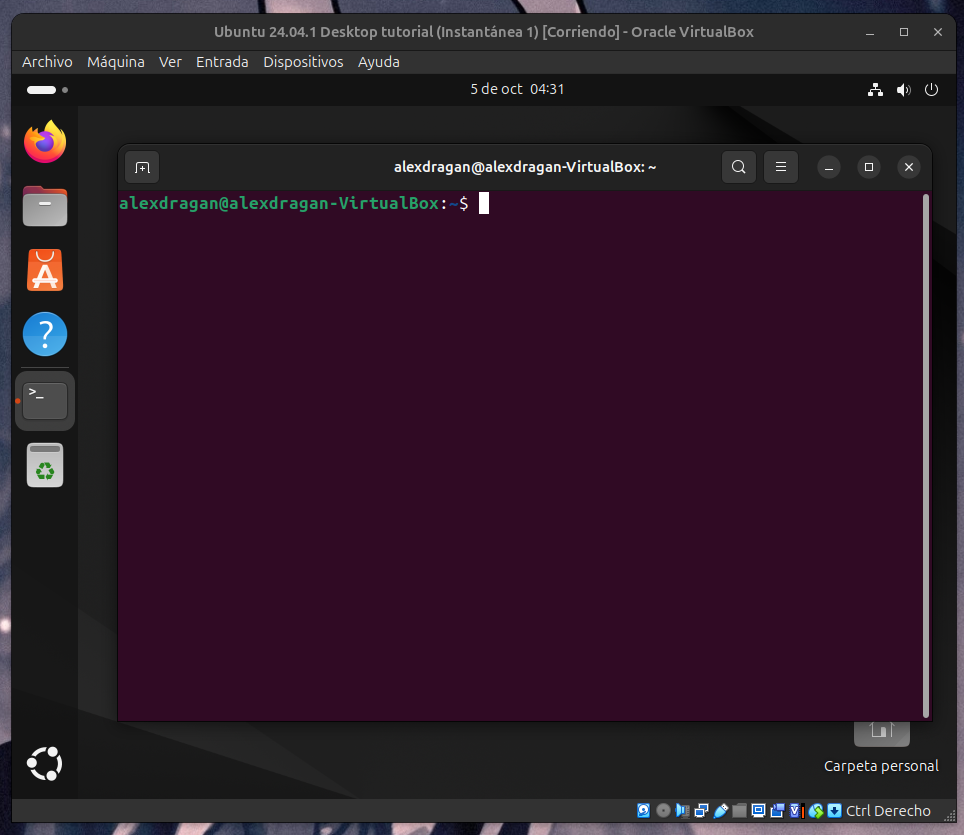 Ubuntu 24.04.1 Desktop tutorial (Instantánea 1) [Corriendo] - Oracle VirtualBox
Archivo Máquina Ver Entrada Dispositivos Ayuda
5 de oct 04:31
alexdragan@alexdragan-VirtualBox: ~
alexdragan@alexdragan-VirtualBox:~$
Carpeta personal
Ctrl Derecho